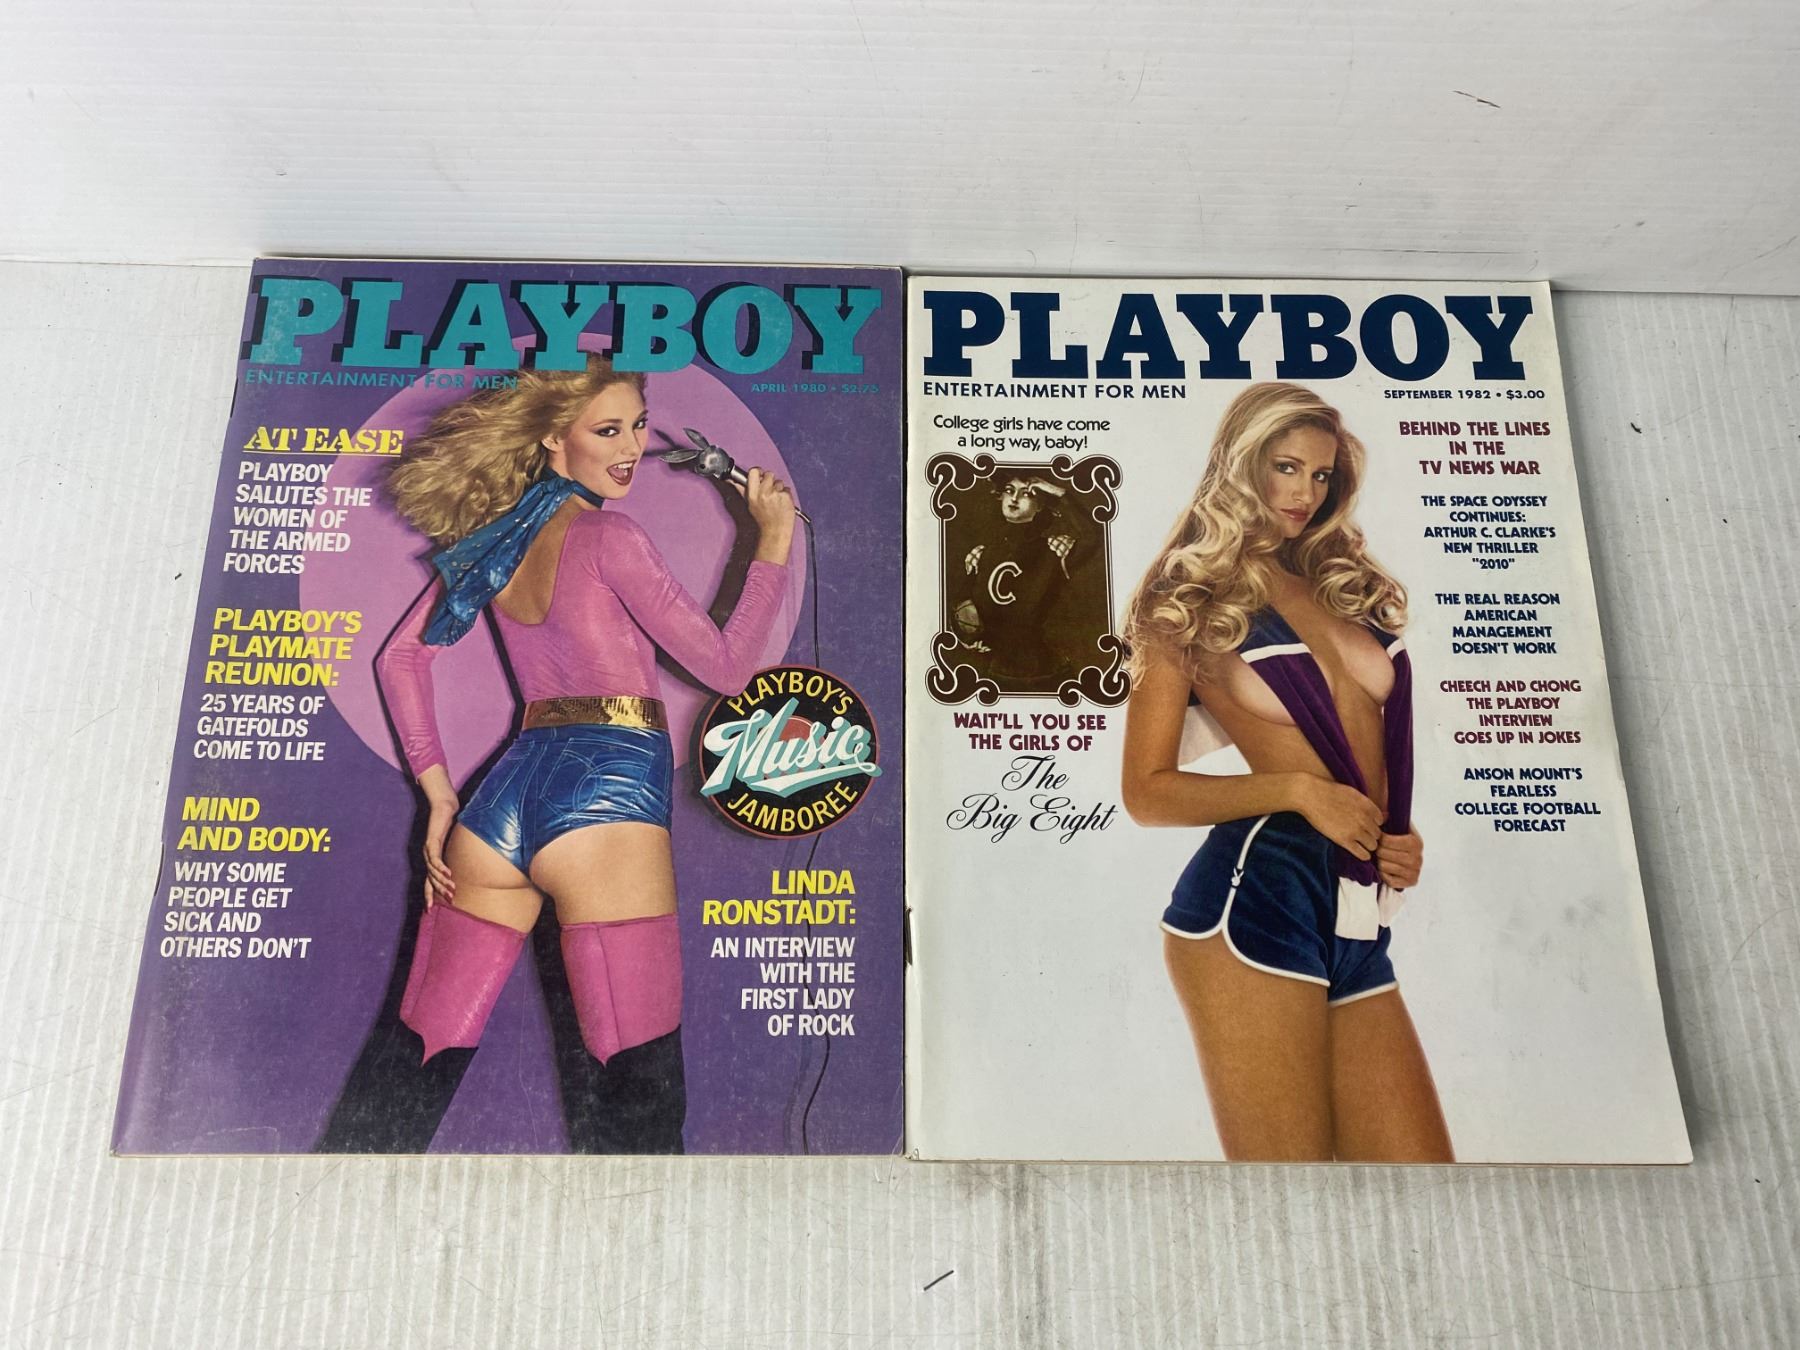 PLAYBOY
ENTERTAINMENT FOR MEN
APRIL 1980 • $2.75
AT EASE
PLAYBOY
SALUTES THE
WOMEN OF
THE ARMED
FORCES
PLAYBOY'S
PLAYMATE
REUNION:
25 YEARS OF
GATEFOLDS
COME TO LIFE
MIND
AND BODY:
WHY SOME
PEOPLE GET
SICK AND
OTHERS DON'T
PLAYBOY'S
Music
JAMBOREE
LINDA
RONSTADT:
AN INTERVIEW
WITH THE
FIRST LADY
OF ROCK
PLAYBOY
ENTERTAINMENT FOR MEN
SEPTEMBER 1982 • $3.00
College girls have come
a long way, baby!
C
WAIT'LL YOU SEE
THE GIRLS OF
The
Big Eight
BEHIND THE LINES
IN THE
TV NEWS WAR
THE SPACE ODYSSEY
CONTINUES:
ARTHUR C. CLARKE'S
NEW THRILLER
"2010"
THE REAL REASON
AMERICAN
MANAGEMENT
DOESN'T WORK
CHEECH AND CHONG
THE PLAYBOY
INTERVIEW
GOES UP IN JOKES
ANSON MOUNT'S
FEARLESS
COLLEGE FOOTBALL
FORECAST